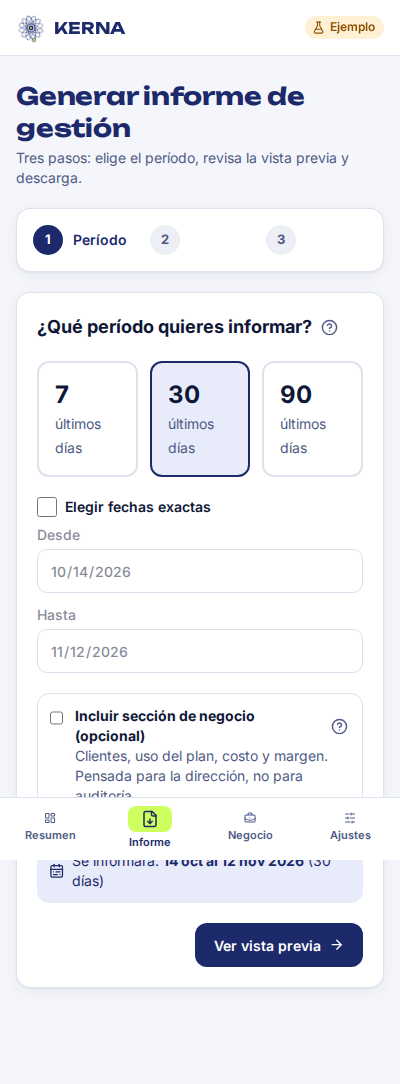 KERNA
Ejemplo
Generar informe de
gestión
Tres pasos: elige el período, revisa la vista previa y
descarga.
1 Período 2 3
¿Qué período quieres informar?
7
últimos
días
30
últimos
días
90
últimos
días
Elegir fechas exactas
Desde
10/14/2026
Hasta
11/12/2026
Incluir sección de negocio
(opcional)
Clientes, uso del plan, costo y margen.
Pensada para la dirección, no para
auditoría.
Resumen
Informe
Negocio
Ajustes
Se informará: 14 oct al 12 nov 2026 (30
días)
Ver vista previa